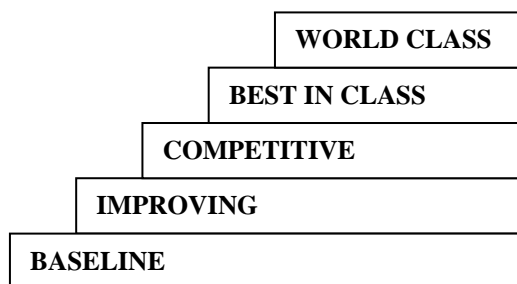 WORLD CLASS
BEST IN CLASS
COMPETITIVE
IMPROVING
BASELINE